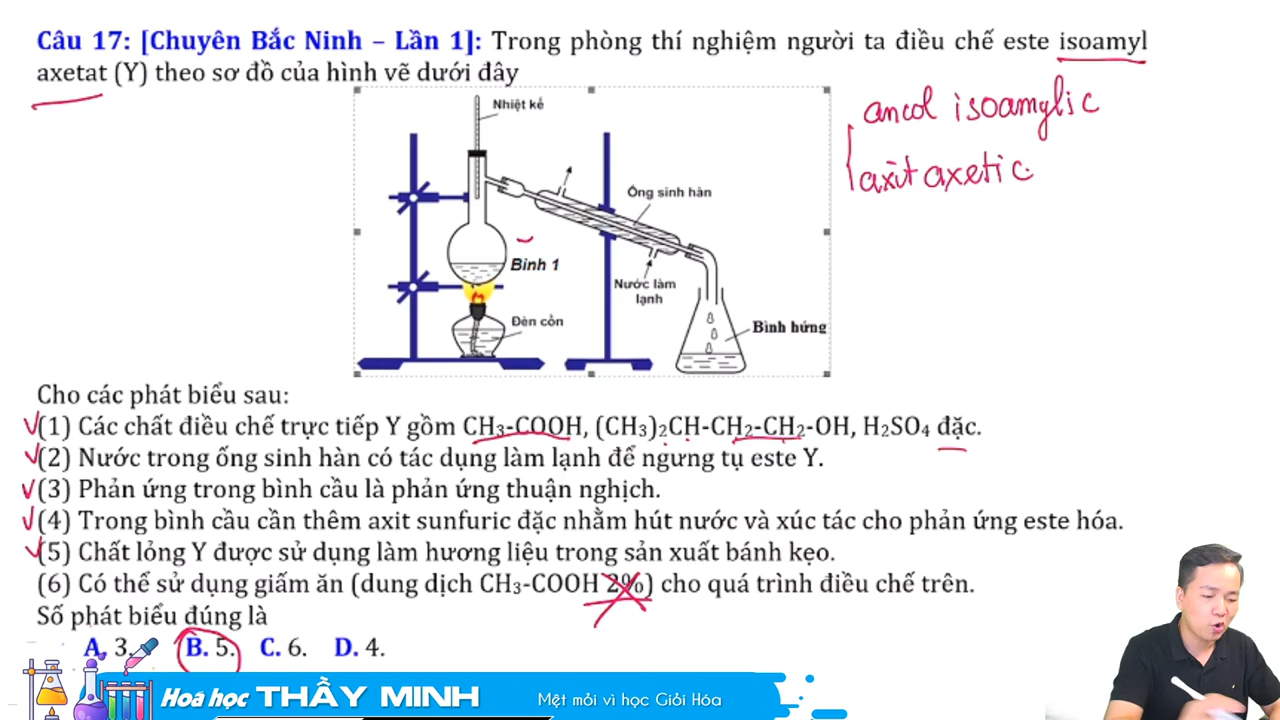 Câu 17: [Chuyên Bắc Ninh – Lần 1]: Trong phòng thí nghiệm người ta điều chế este isoamyl
axetat (Y) theo sơ đồ của hình vẽ dưới đây
ancol isoamylic
axit axetic
Nhiệt kế
Ống sinh hàn
Bình 1
Nước làm
lạnh
Đèn cồn
Bình hứng
Cho các phát biểu sau:
(1) Các chất điều chế trực tiếp Y gồm CH₃-COOH, (CH₃)₂CH-CH₂-CH₂-OH, H₂SO₄ đặc.
(2) Nước trong ống sinh hàn có tác dụng làm lạnh để ngưng tụ este Y.
(3) Phản ứng trong bình cầu là phản ứng thuận nghịch.
(4) Trong bình cầu cần thêm axit sunfuric đặc nhằm hút nước và xúc tác cho phản ứng este hóa.
(5) Chất lỏng Y được sử dụng làm hương liệu trong sản xuất bánh kẹo.
(6) Có thể sử dụng giấm ăn (dung dịch CH₃-COOH 2%) cho quá trình điều chế trên.
Số phát biểu đúng là
A. 3. B. 5. C. 6. D. 4.
Hoá học THẦY MINH Mệt mỏi vì học Giỏi Hóa